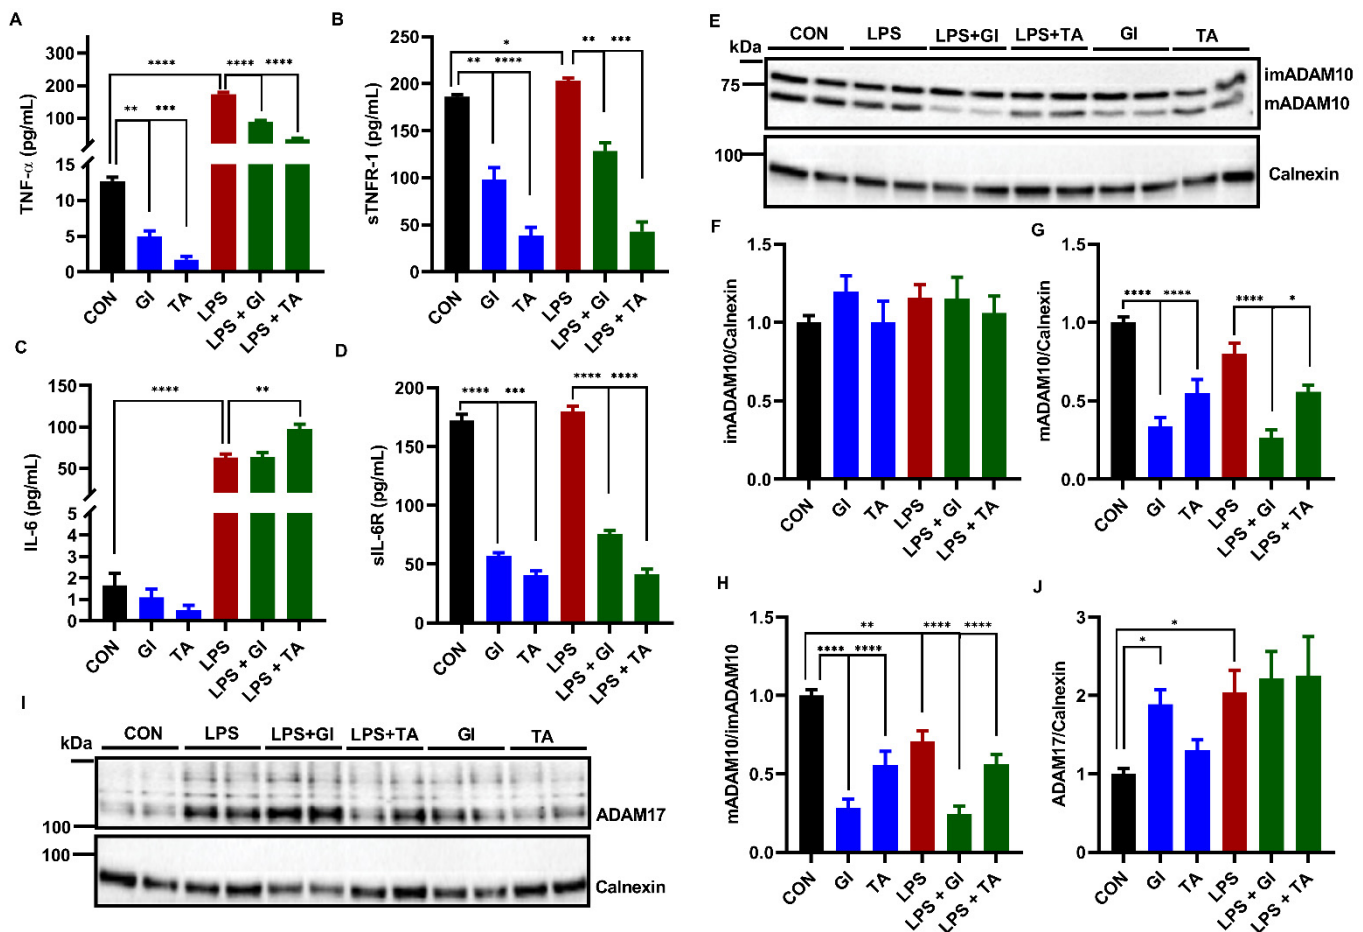 A
TNF-α (pg/mL)
300
200
100
15
10
5
0
****
**** ****
** ***
CON
GI
TA
LPS
LPS + GI
LPS + TA
B
sTNFR-1 (pg/mL)
250
200
150
100
50
0
*
** ****
** ***
CON
GI
TA
LPS
LPS + GI
LPS + TA
C
IL-6 (pg/mL)
150
100
50
5
4
3
2
1
0
****
**
CON
GI
TA
LPS
LPS + GI
LPS + TA
D
sIL-6R (pg/mL)
200
150
100
50
0
**** ***
**** ****
CON
GI
TA
LPS
LPS + GI
LPS + TA
E
kDa
CON LPS LPS+GI LPS+TA GI TA
75
imADAM10
mADAM10
100
Calnexin
F
imADAM10/Calnexin
1.5
1.0
0.5
0.0
CON
GI
TA
LPS
LPS + GI
LPS + TA
G
mADAM10/Calnexin
1.5
1.0
0.5
0.0
**** ****
**** *
CON
GI
TA
LPS
LPS + GI
LPS + TA
H
mADAM10/imADAM10
1.5
1.0
0.5
0.0
**
**** ****
**** ****
CON
GI
TA
LPS
LPS + GI
LPS + TA
I
kDa
CON LPS LPS+GI LPS+TA GI TA
100
ADAM17
100
Calnexin
J
ADAM17/Calnexin
3
2
1
0
*
*
CON
GI
TA
LPS
LPS + GI
LPS + TA